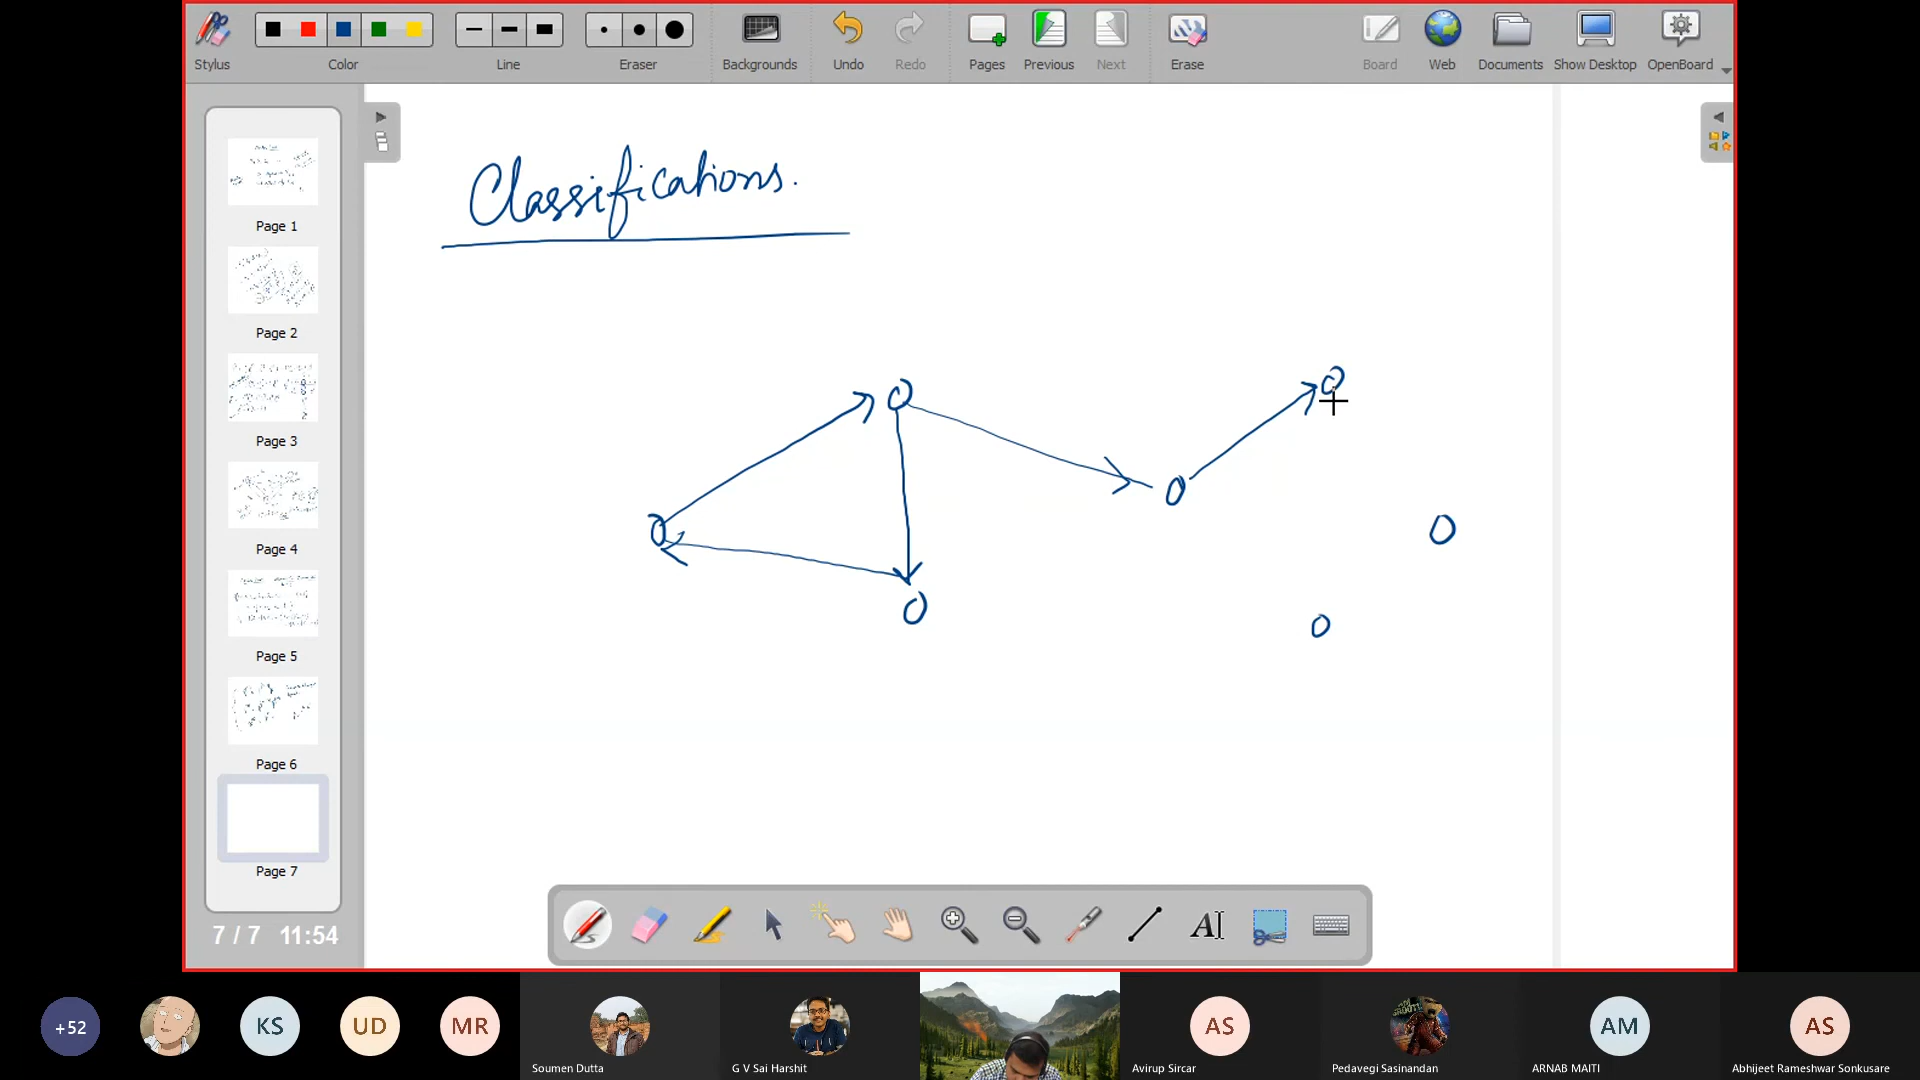 Stylus
Color
Line
Eraser
Backgrounds
Undo
Redo
Pages
Previous
Next
Erase
Board
Web
Documents
Show Desktop
OpenBoard
Page 1
Page 2
Page 3
Page 4
Page 5
Page 6
Page 7
7 / 7 11:54
Classifications.
+52
KS
UD
MR
Soumen Dutta
G V Sai Harshit
AS
Avirup Sircar
Pedavegi Sasinandan
AM
ARNAB MAITI
AS
Abhijeet Rameshwar Sonkusare